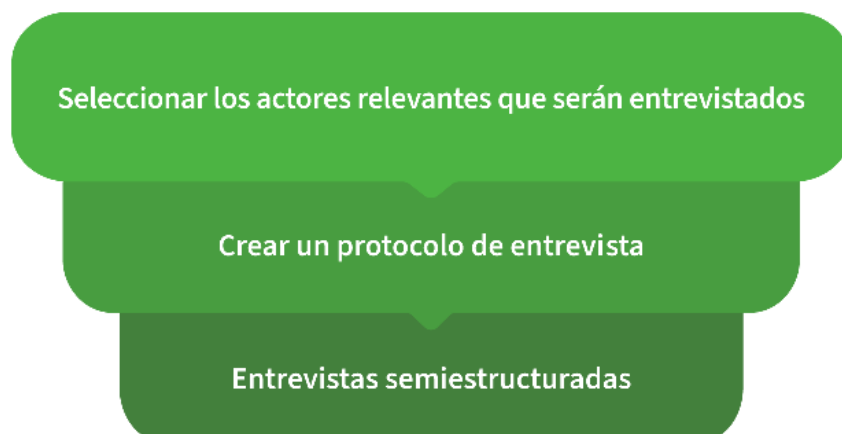 Seleccionar los actores relevantes que serán entrevistados
Crear un protocolo de entrevista
Entrevistas semiestructuradas